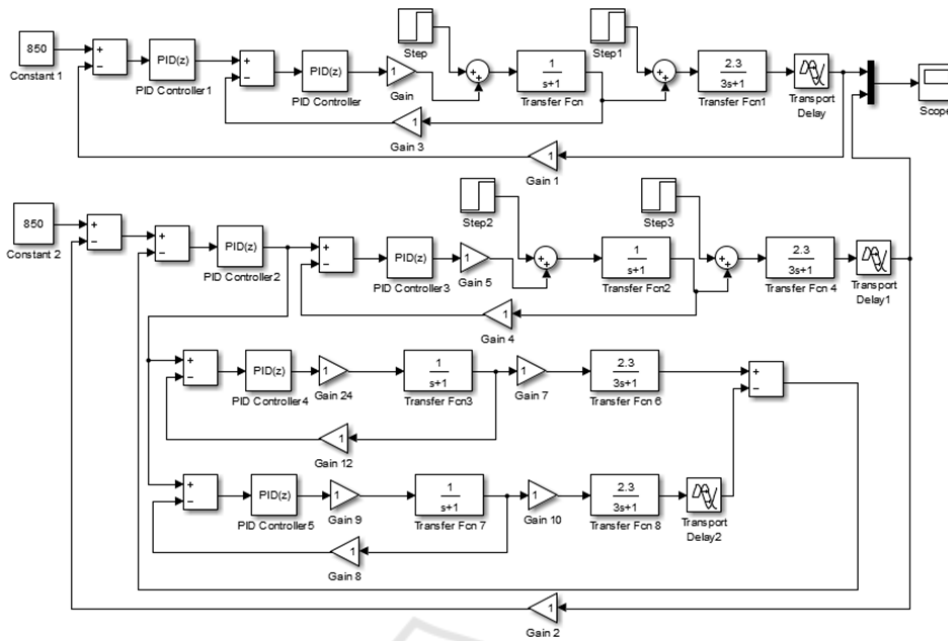 850
Constant 1
PID(z)
PID Controller1
PID(z)
PID Controller
1
Gain
Step
1
s+1
Transfer Fcn
Step1
2.3
3s+1
Transfer Fcn1
Transport
Delay
Scope
1
Gain 3
1
Gain 1
850
Constant 2
PID(z)
PID Controller2
PID(z)
PID Controller3
1
Gain 5
Step2
1
s+1
Transfer Fcn2
Step3
2.3
3s+1
Transfer Fcn 4
Transport
Delay1
1
Gain 4
PID(z)
PID Controller4
1
Gain 24
1
s+1
Transfer Fcn3
1
Gain 7
2.3
3s+1
Transfer Fcn 6
1
Gain 12
PID(z)
PID Controller5
1
Gain 9
1
s+1
Transfer Fcn 7
1
Gain 10
2.3
3s+1
Transfer Fcn 8
Transport
Delay2
1
Gain 8
1
Gain 2